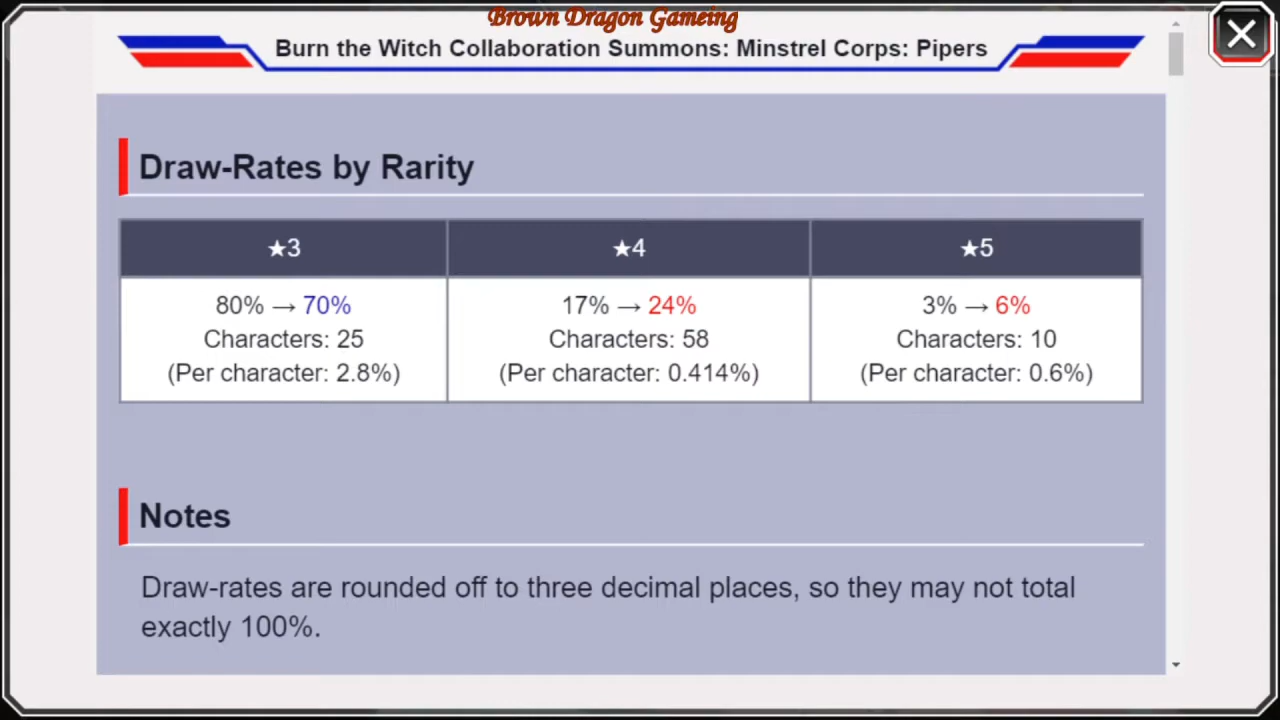 Brown Dragon Gameing
Burn the Witch Collaboration Summons: Minstrel Corps: Pipers
Draw-Rates by Rarity
★3 ★4 ★5
80% → 70% 17% → 24% 3% → 6%
Characters: 25 Characters: 58 Characters: 10
(Per character: 2.8%) (Per character: 0.414%) (Per character: 0.6%)
Notes
Draw-rates are rounded off to three decimal places, so they may not total
exactly 100%.